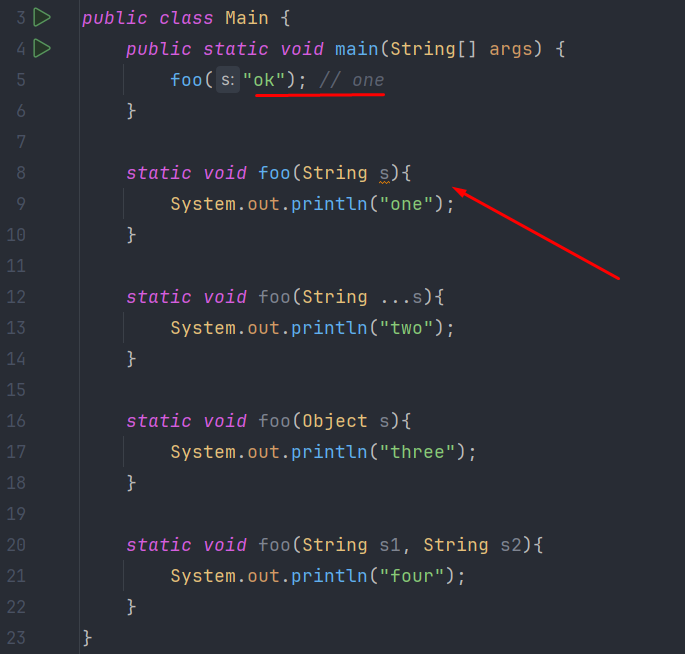 3 public class Main {
4 public static void main(String[] args) {
5 foo( s: "ok"); // one
6 }
7
8 static void foo(String s){
9 System.out.println("one");
10 }
11
12 static void foo(String ...s){
13 System.out.println("two");
14 }
15
16 static void foo(Object s){
17 System.out.println("three");
18 }
19
20 static void foo(String s1, String s2){
21 System.out.println("four");
22 }
23 }